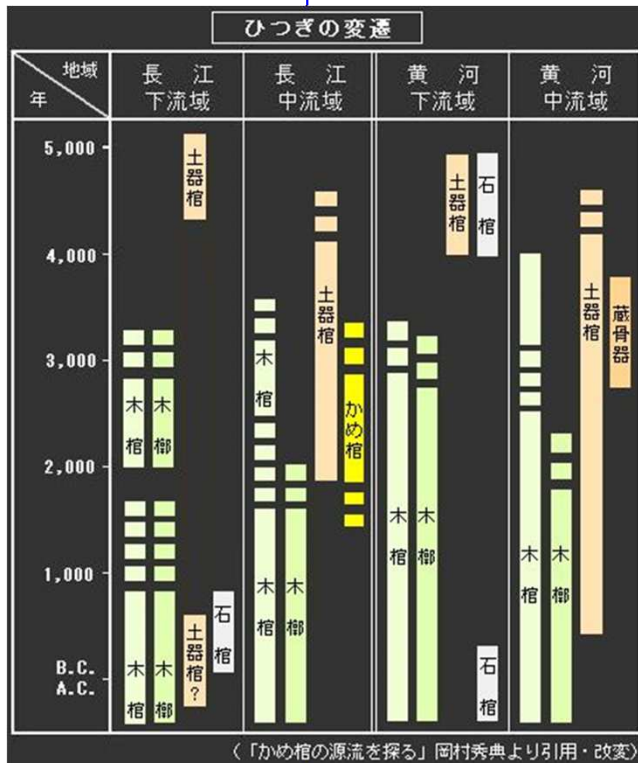 ひつぎの変遷
地域
年
長江
下流域
長江
中流域
黄河
下流域
黄河
中流域
5,000
4,000
3,000
2,000
1,000
B.C.
A.C.
土器棺
木棺
木槨
木棺
木槨
土器棺?
石棺
木棺
木棺
木槨
土器棺
かめ棺
木棺
木槨
土器棺
石棺
石棺
木棺
木槨
土器棺
蔵骨器
(「かめ棺の源流を探る」岡村秀典より引用・改変)